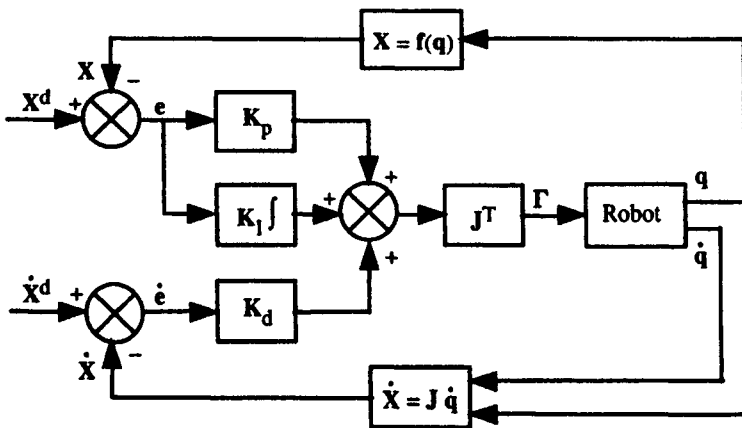 X = f(q)
X
−
X^d
+
e
K_p
+
K_I ∫
+
J^T
Γ
Robot
q
q̇
+
Ẋ^d
+
ė
K_d
Ẋ
−
Ẋ = J q̇